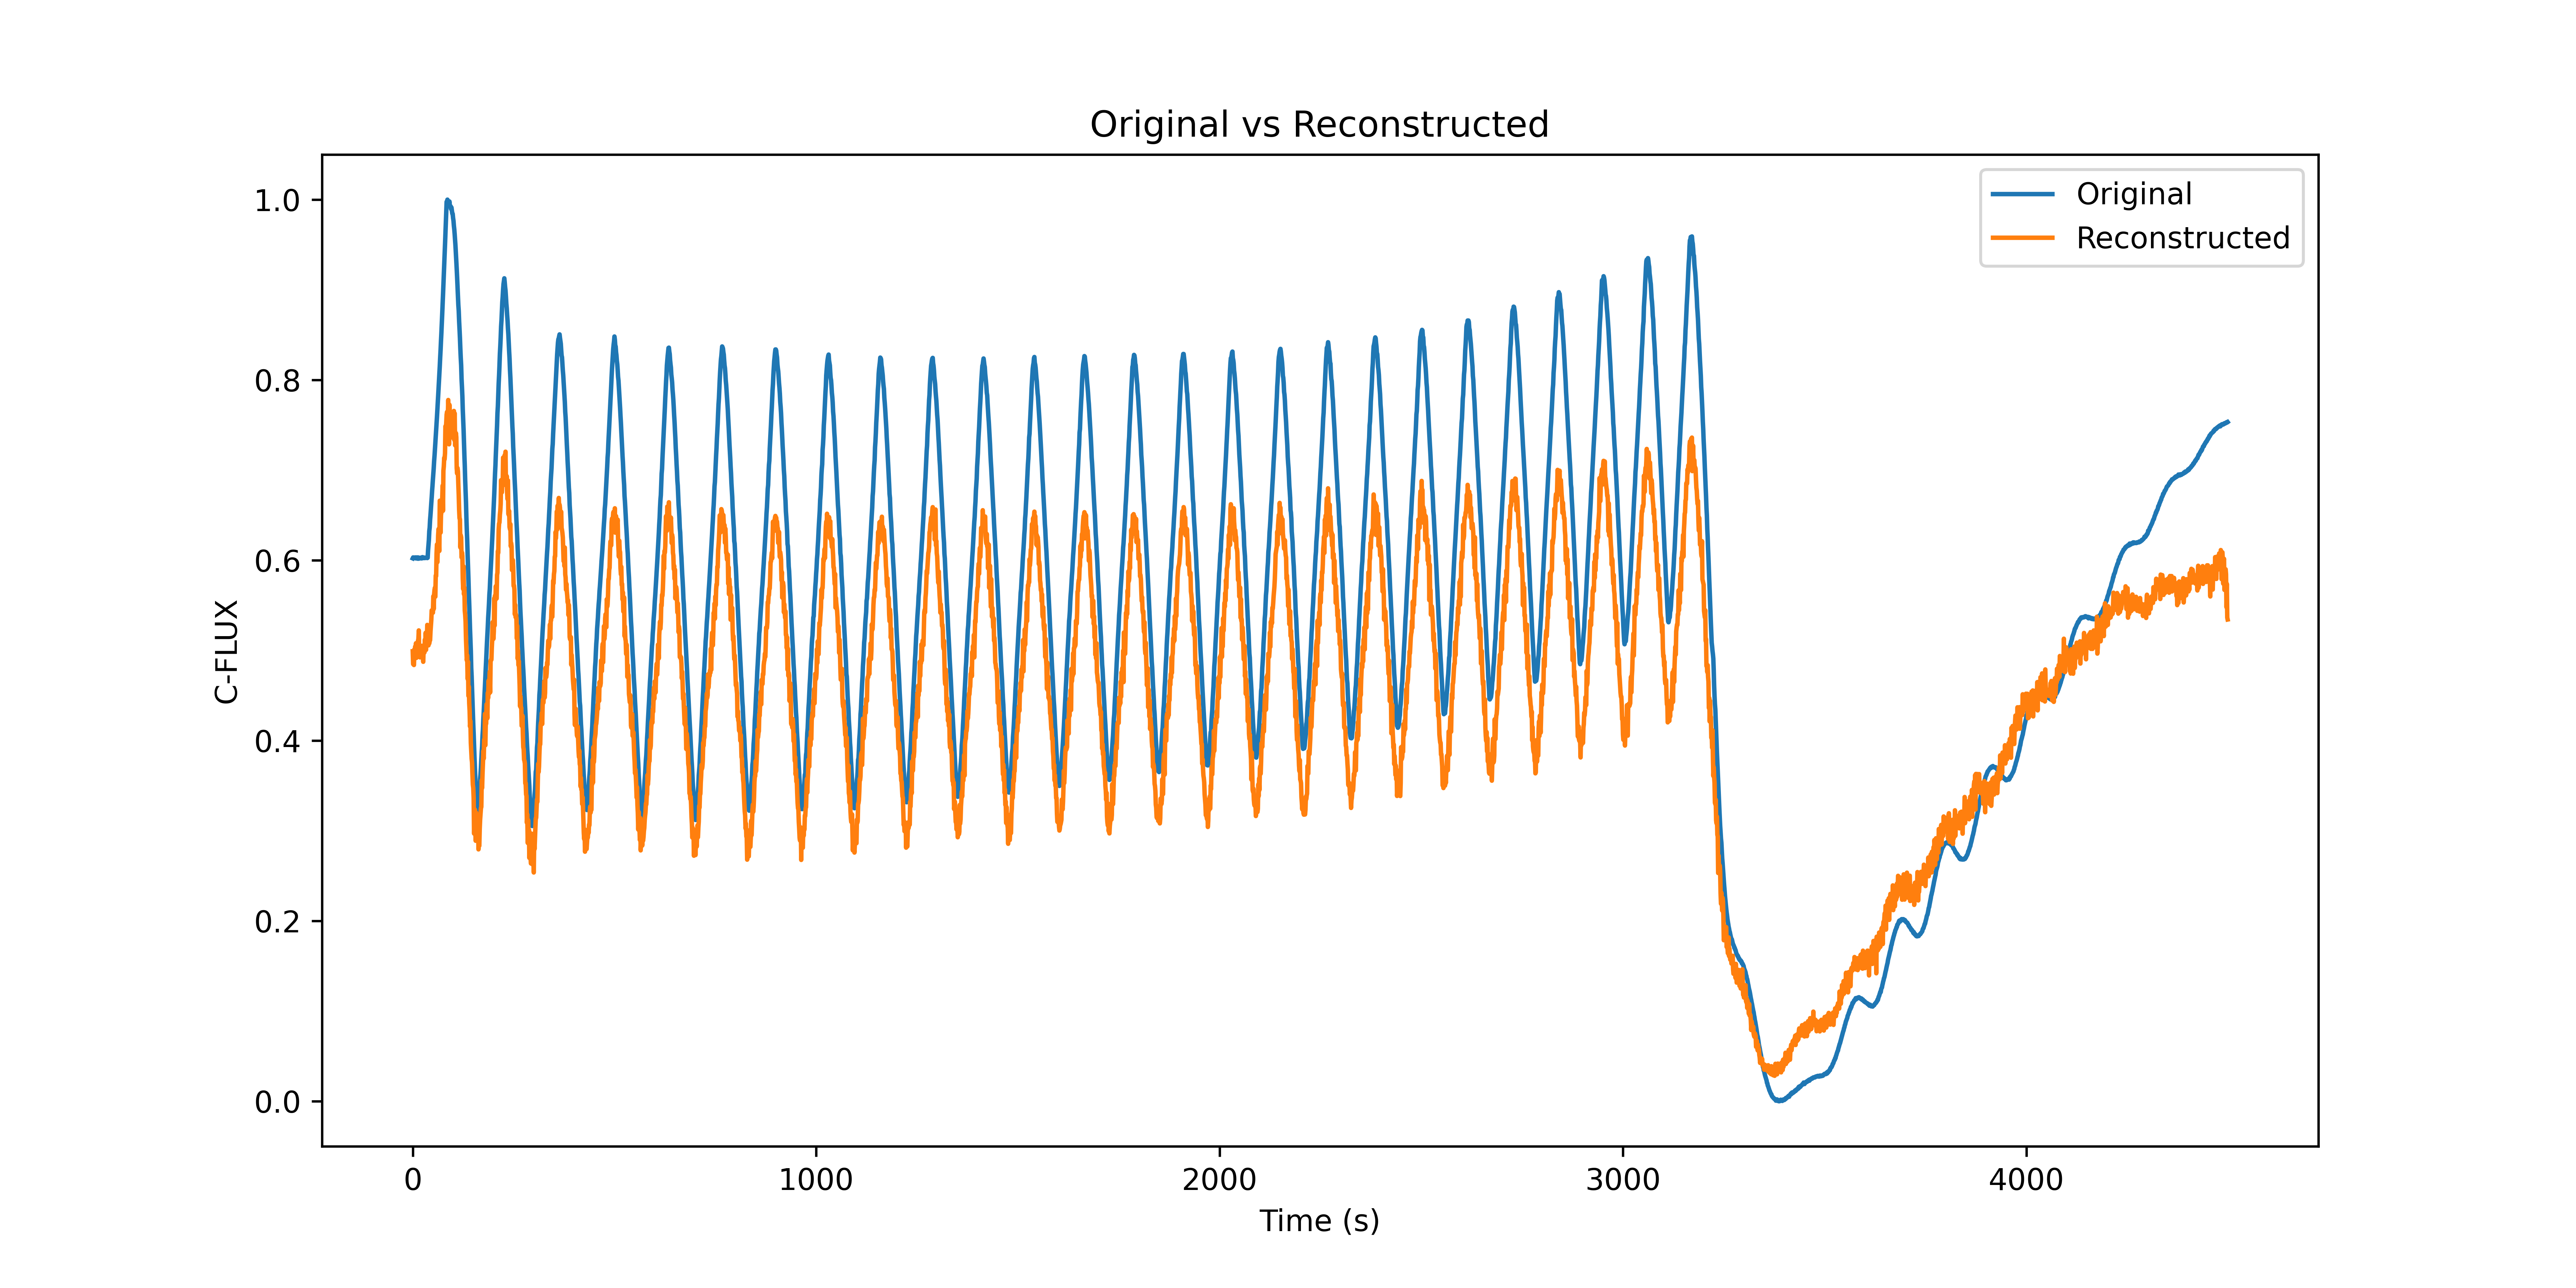 Original vs Reconstructed
Original
Reconstructed
1.0
0.8
0.6
0.4
0.2
0.0
C-FLUX
0
1000
2000
3000
4000
Time (s)